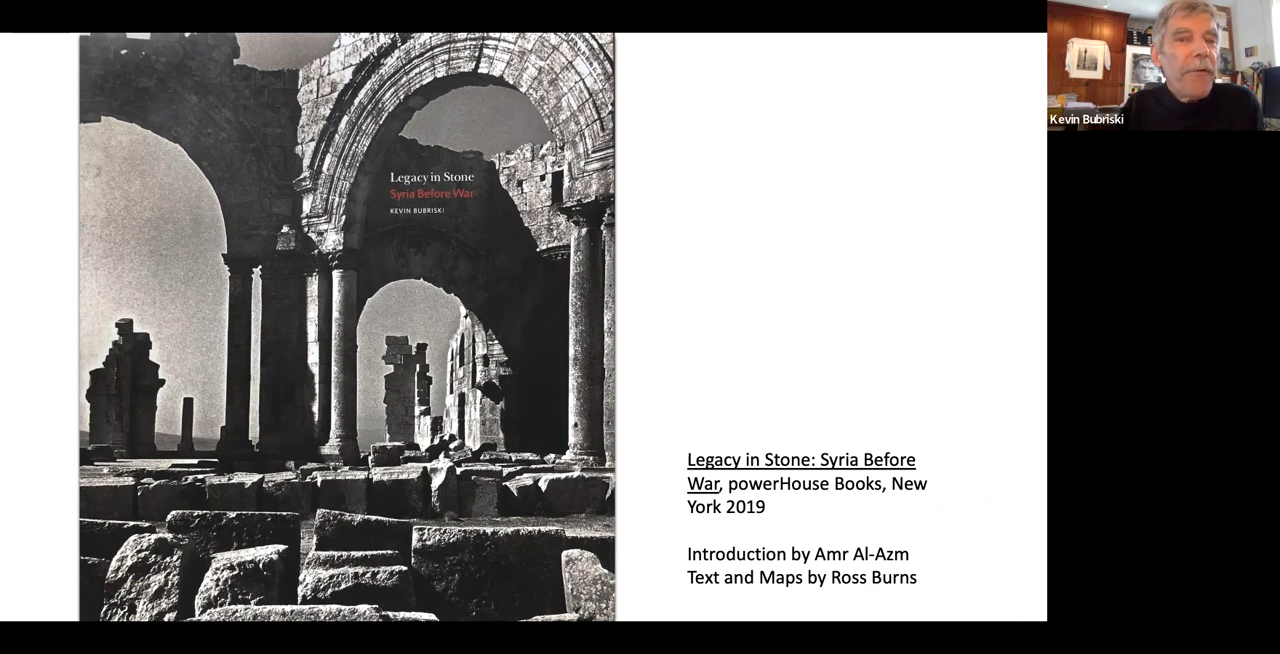 Legacy in Stone
Syria Before War
KEVIN BUBRISKI
Legacy in Stone: Syria Before
War, powerHouse Books, New
York 2019
Introduction by Amr Al-Azm
Text and Maps by Ross Burns
Kevin Bubriski